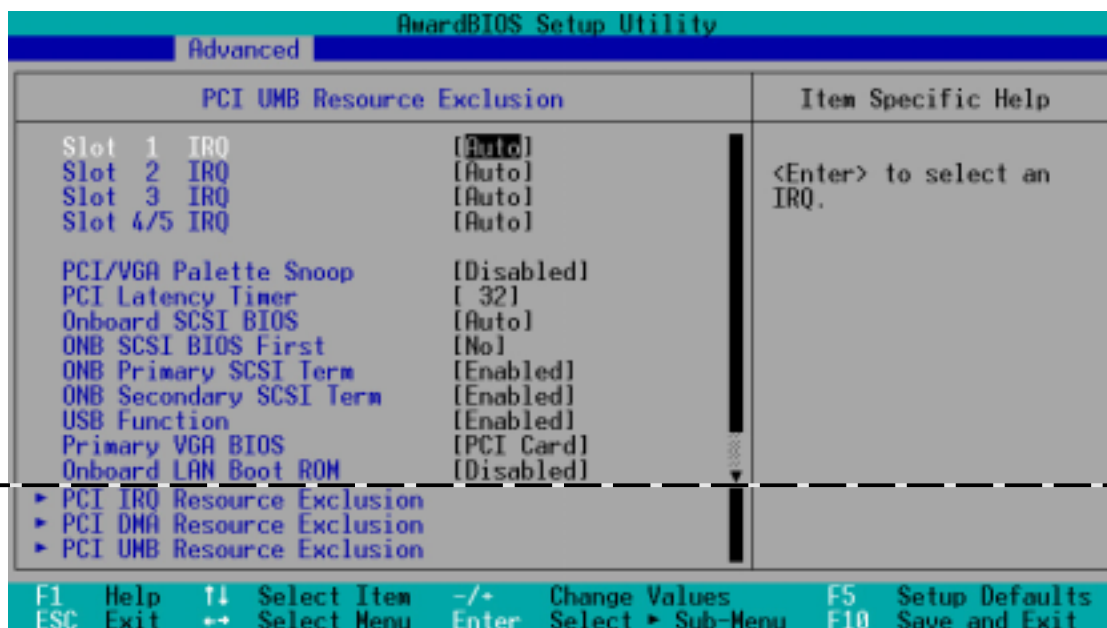 AwardBIOS Setup Utility
Advanced
PCI UMB Resource Exclusion
Item Specific Help
Slot 1 IRQ [Auto]
Slot 2 IRQ [Auto]
Slot 3 IRQ [Auto]
Slot 4/5 IRQ [Auto]
PCI/VGA Palette Snoop [Disabled]
PCI Latency Timer [ 32]
Onboard SCSI BIOS [Auto]
ONB SCSI BIOS First [No]
ONB Primary SCSI Term [Enabled]
ONB Secondary SCSI Term [Enabled]
USB Function [Enabled]
Primary VGA BIOS [PCI Card]
Onboard LAN Boot ROM [Disabled]
► PCI IRQ Resource Exclusion
► PCI DMA Resource Exclusion
► PCI UMB Resource Exclusion
<Enter> to select an
IRQ.
F1 Help ↑↓ Select Item -/+ Change Values F5 Setup Defaults
ESC Exit ←→ Select Menu Enter Select ► Sub-Menu F10 Save and Exit